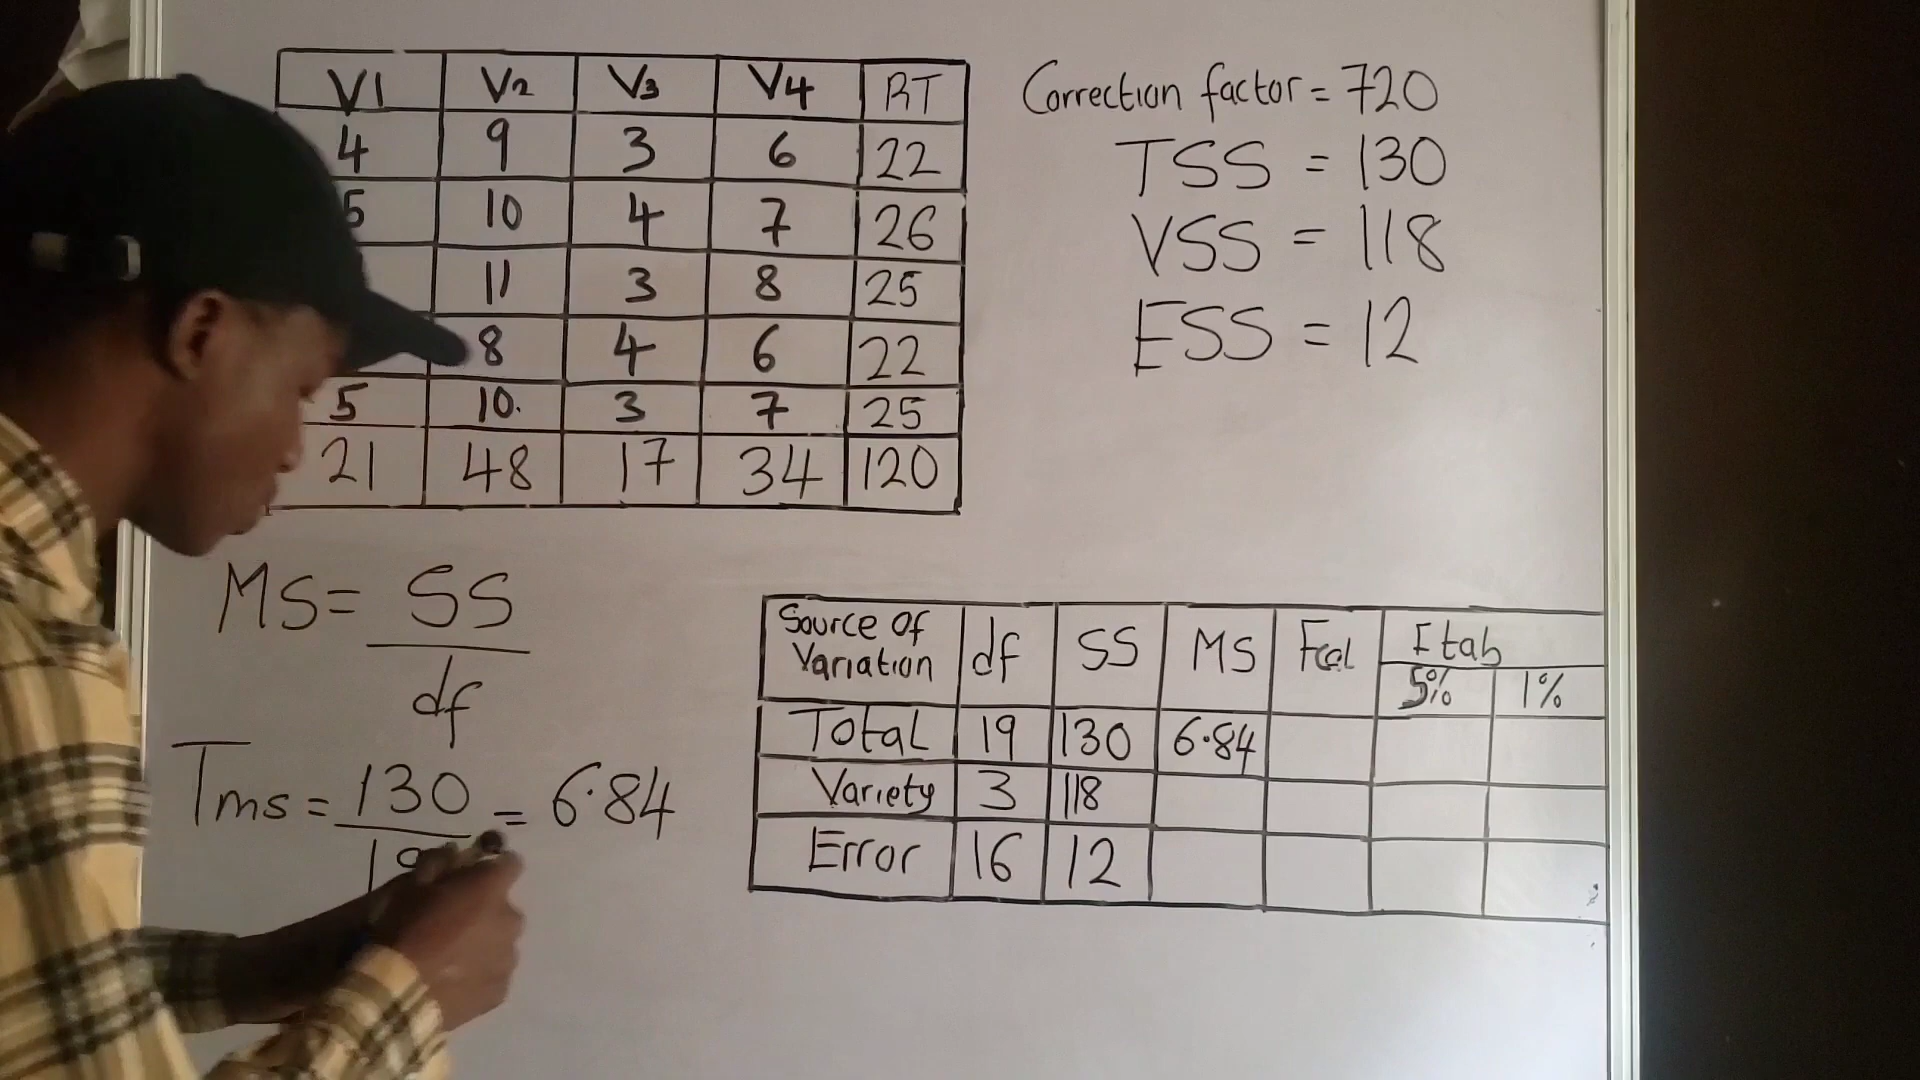 V1 V2 V3 V4 RT
4 9 3 6 22
5 10 4 7 26
11 3 8 25
8 4 6 22
5 10. 3 7 25
21 48 17 34 120
Correction factor = 720
TSS = 130
VSS = 118
ESS = 12
MS = SS
df
Tms = 130 = 6.84
19
Source Of Variation df SS MS Fcal Ftab
5% 1%
Total 19 130 6.84
Variety 3 118
Error 16 12